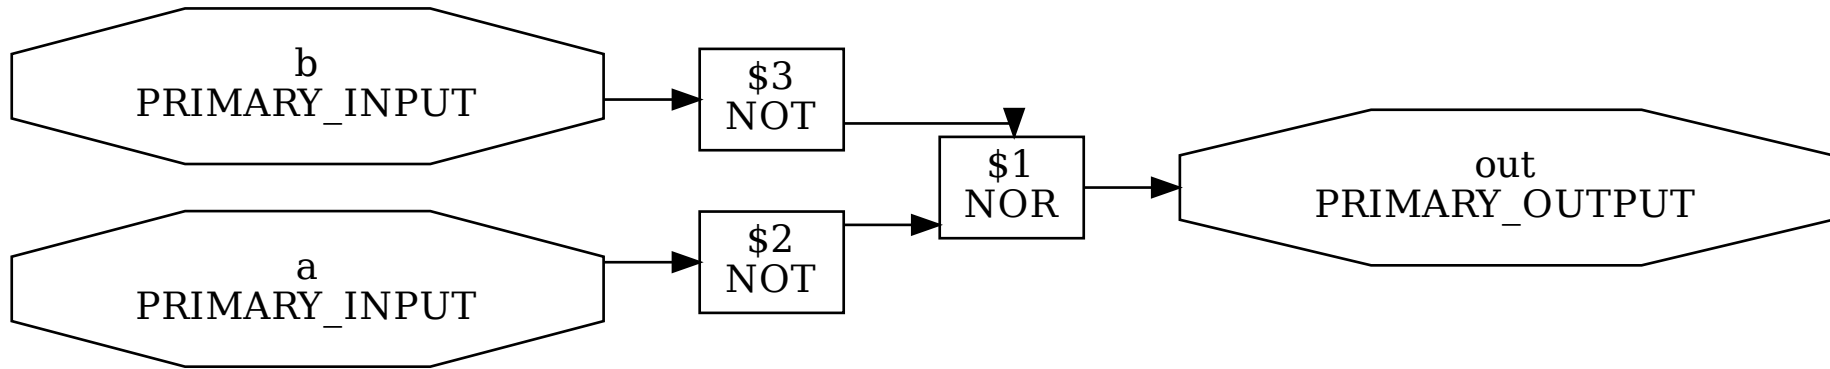 b
PRIMARY_INPUT
$3
NOT
a
PRIMARY_INPUT
$2
NOT
$1
NOR
out
PRIMARY_OUTPUT